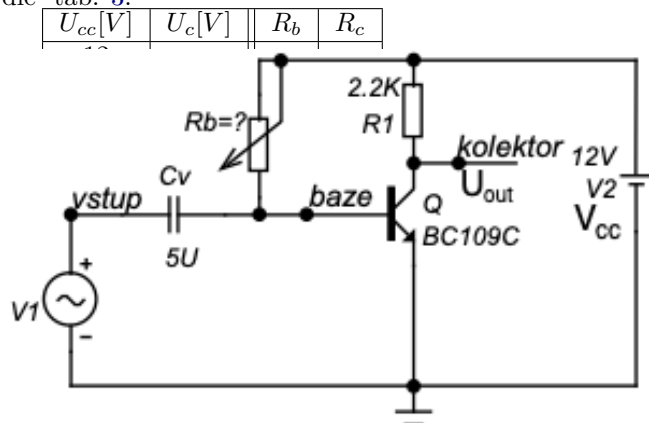 tab. 3.
U_cc[V] U_c[V] R_b R_c
2.2K
Rb=?
R1
kolektor
12V
Cv
vstup
baze
U_out
V2
Q
V_CC
BC109C
5U
+
V1
−